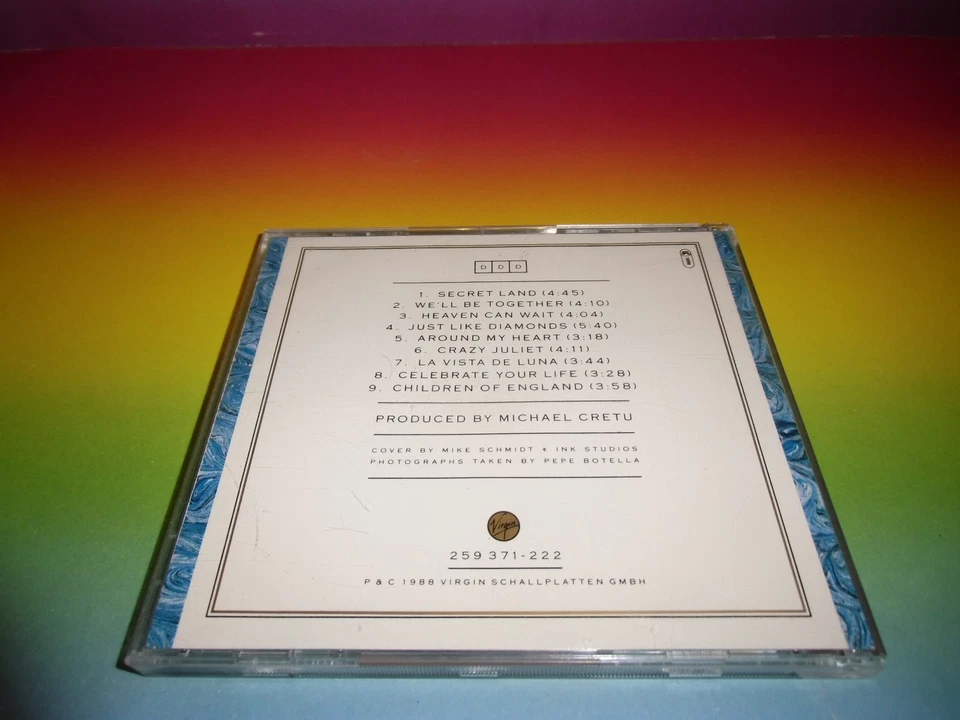 D D D
1. SECRET LAND (4:45)
2. WE'LL BE TOGETHER (4:10)
3. HEAVEN CAN WAIT (4:04)
4. JUST LIKE DIAMONDS (5:40)
5. AROUND MY HEART (3:18)
6. CRAZY JULIET (4:11)
7. LA VISTA DE LUNA (3:44)
8. CELEBRATE YOUR LIFE (3:28)
9. CHILDREN OF ENGLAND (3:58)
PRODUCED BY MICHAEL CRETU
COVER BY MIKE SCHMIDT & INK STUDIOS
PHOTOGRAPHS TAKEN BY PEPE BOTELLA
Virgin
259 371-222
P & C 1988 VIRGIN SCHALLPLATTEN GMBH